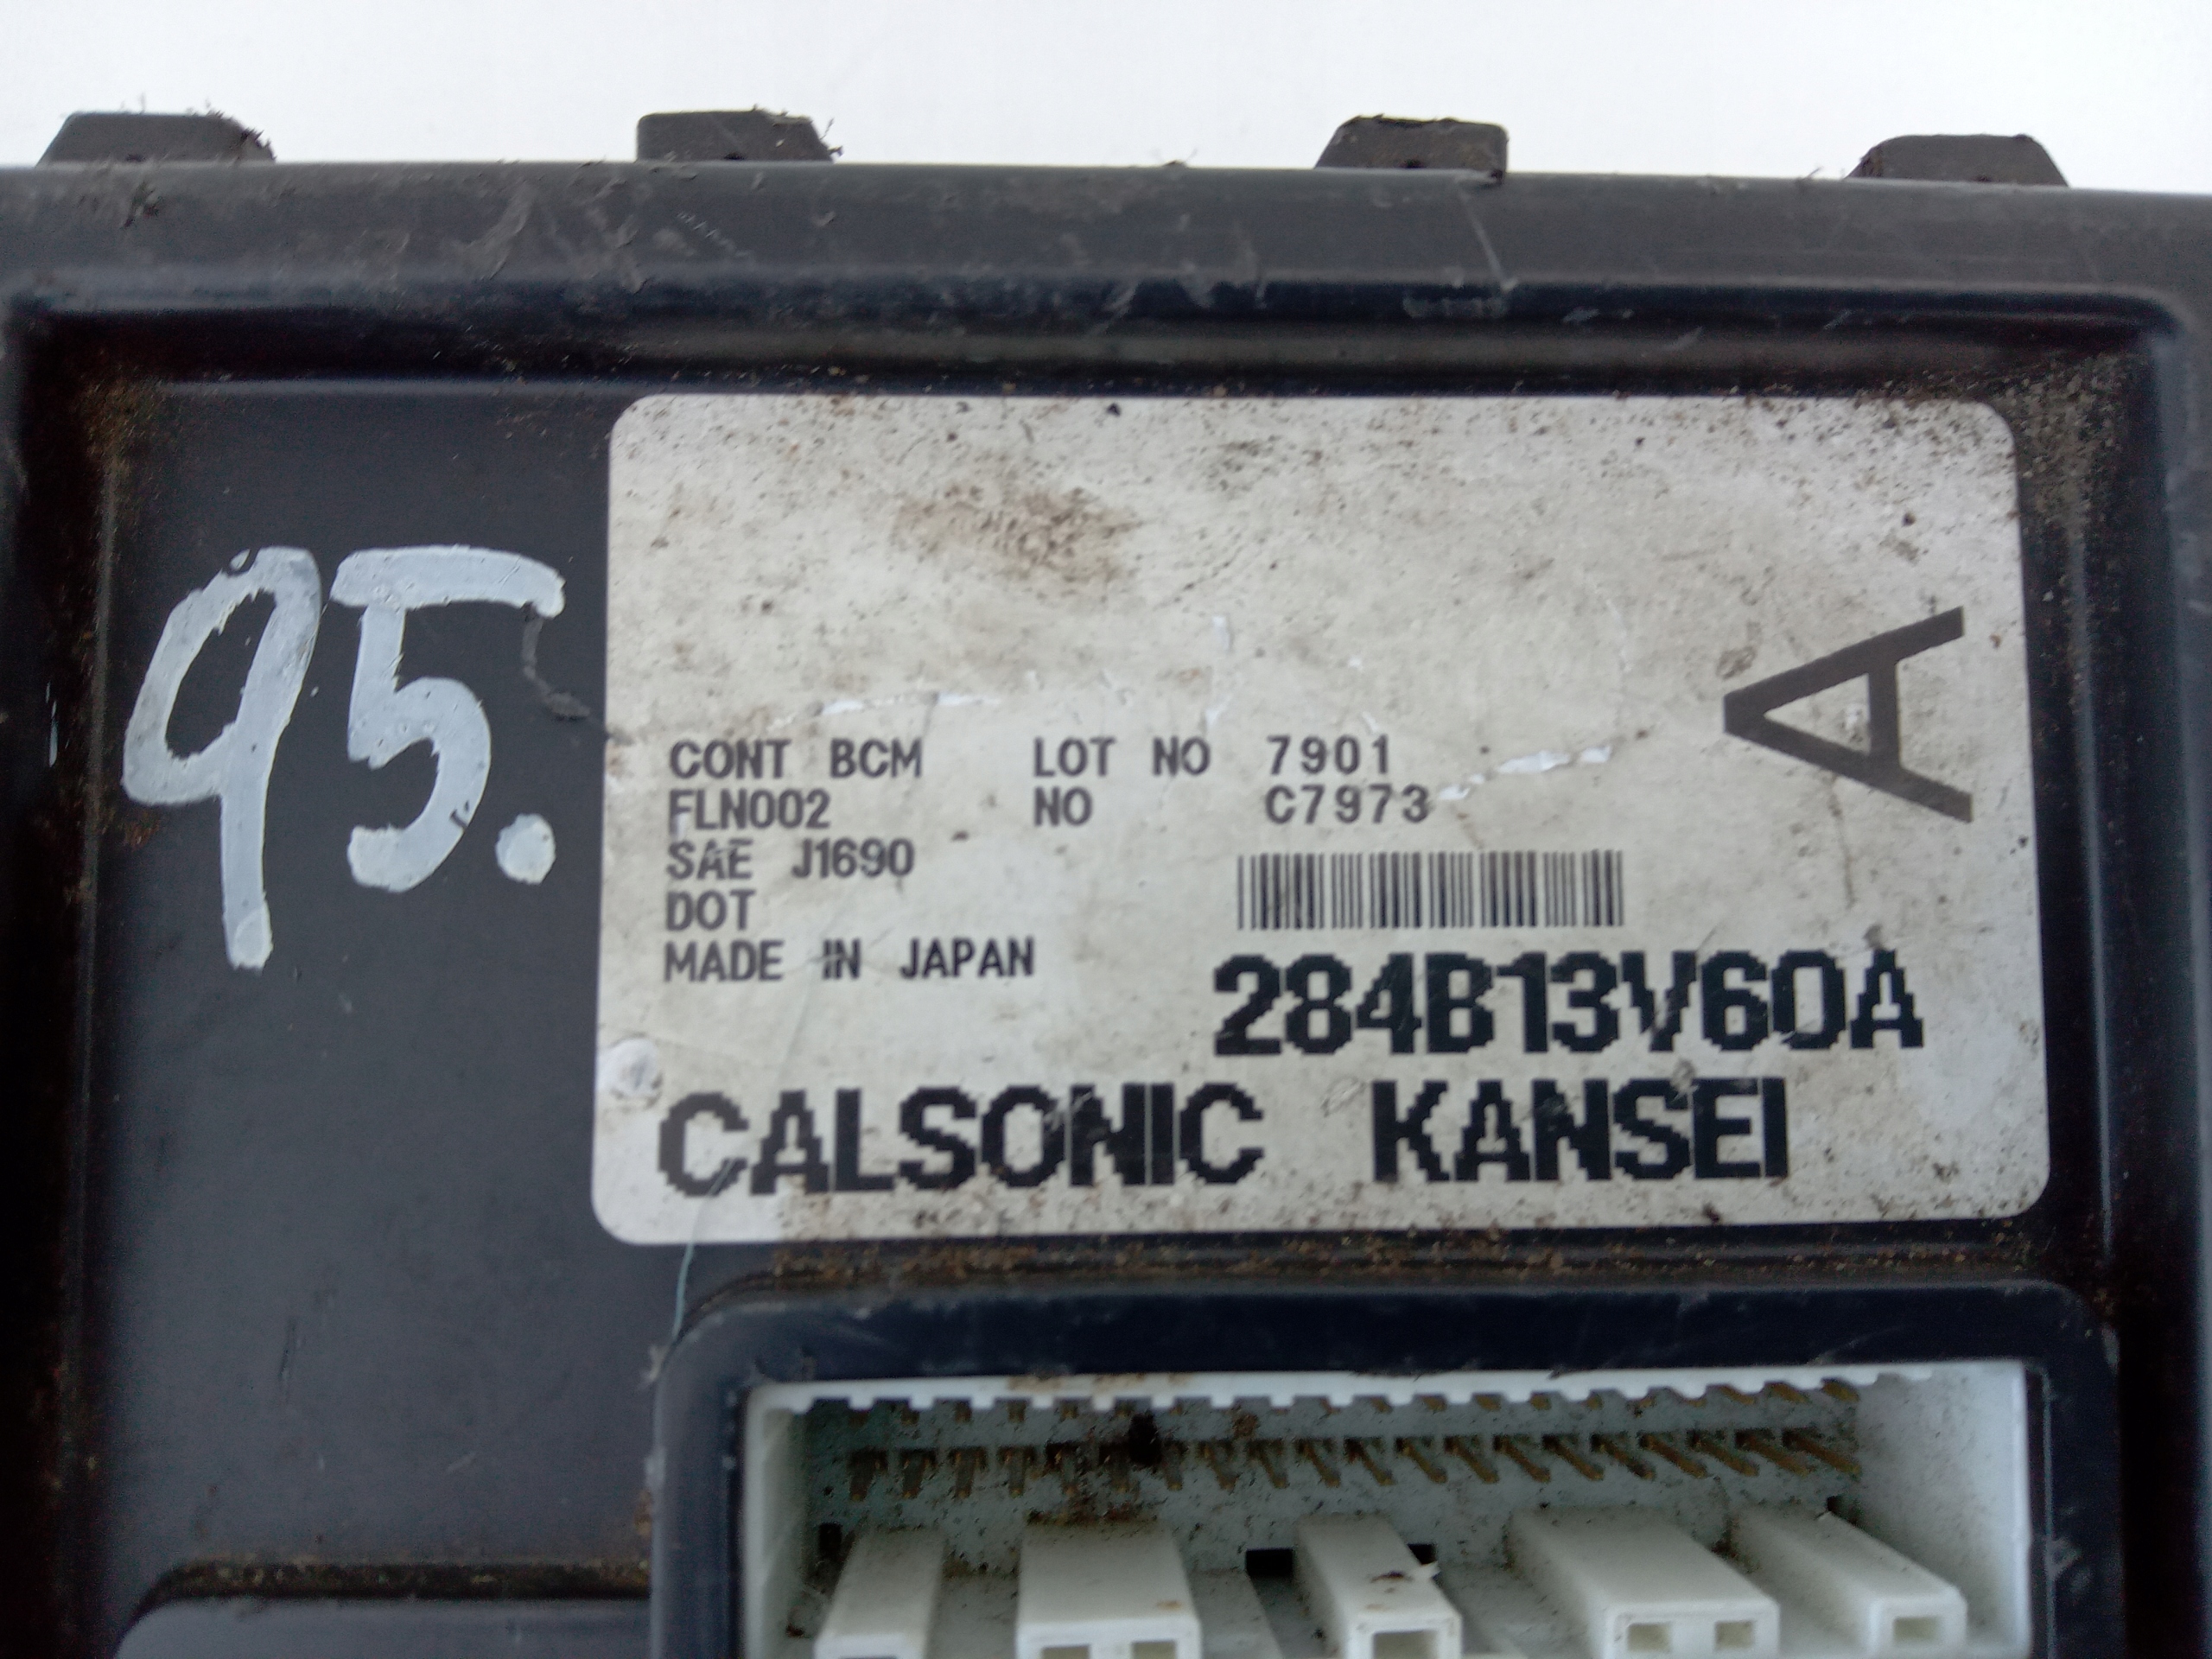 95.
A
CONT BCM LOT NO 7901
FLN002 NO C7973
SAE J1690
DOT
MADE IN JAPAN
284B13V60A
CALSONIC KANSEI